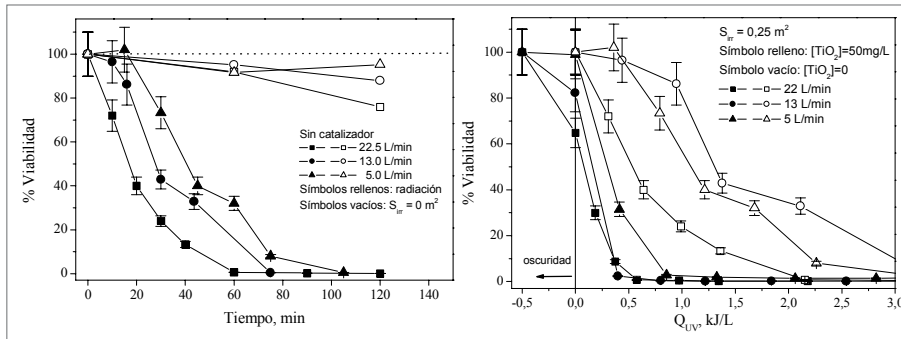 % Viabilidad
100
80
60
40
20
0
Sin catalizador
22.5 L/min
13.0 L/min
5.0 L/min
Símbolos rellenos: radiación
Símbolos vacíos: S_irr = 0 m²
0 20 40 60 80 100 120 140
Tiempo, min
% Viabilidad
100
80
60
40
20
0
S_irr = 0,25 m²
Símbolo relleno: [TiO₂]=50mg/L
Símbolo vacío: [TiO₂]=0
22 L/min
13 L/min
5 L/min
oscuridad
-0,5 0,0 0,5 1,0 1,5 2,0 2,5 3,0
Q_UV, kJ/L